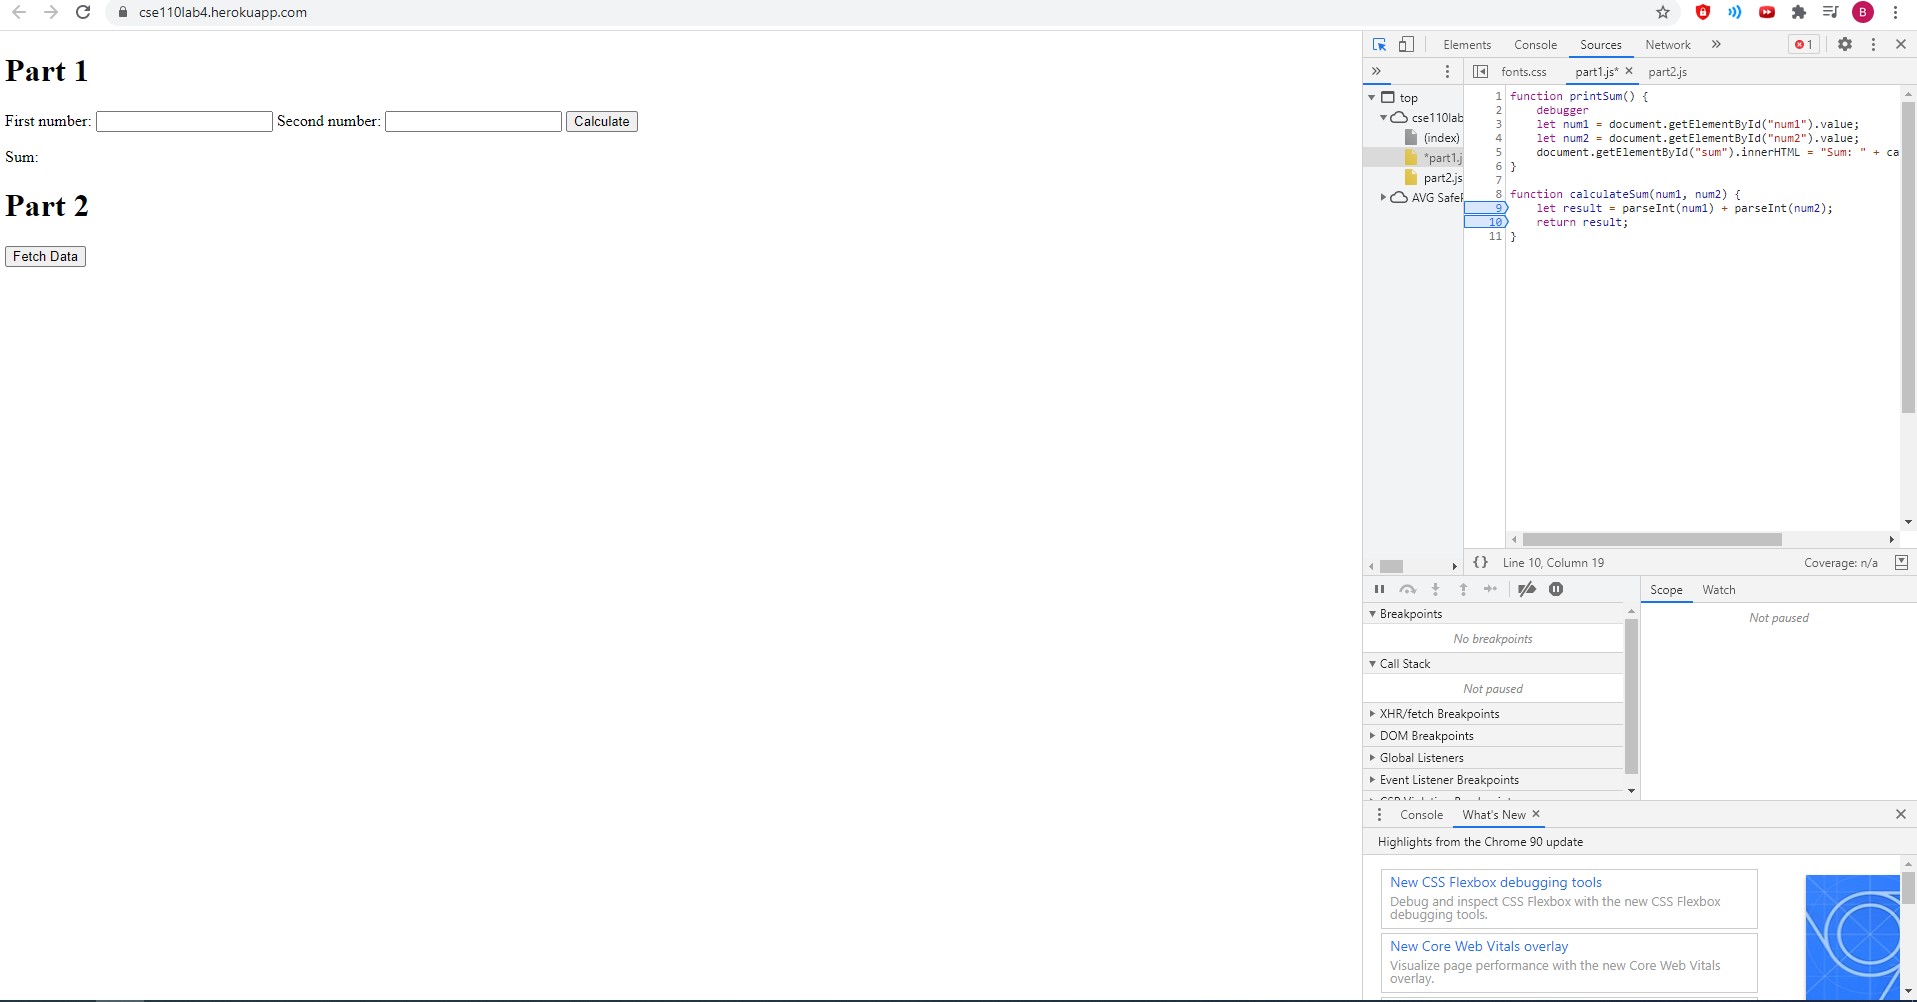 cse110lab4.herokuapp.com
B
Part 1
First number: Second number: Calculate
Sum:
Part 2
Fetch Data
Elements Console Sources Network » 1
» fonts.css part1.js* × part2.js
top
cse110lab
(index)
*part1.j
part2.js
AVG Safe
1 function printSum() {
2 debugger
3 let num1 = document.getElementById("num1").value;
4 let num2 = document.getElementById("num2").value;
5 document.getElementById("sum").innerHTML = "Sum: " + ca
6 }
7
8 function calculateSum(num1, num2) {
9 let result = parseInt(num1) + parseInt(num2);
10 return result;
11 }
{} Line 10, Column 19 Coverage: n/a
Scope Watch
Not paused
Breakpoints
No breakpoints
Call Stack
Not paused
XHR/fetch Breakpoints
DOM Breakpoints
Global Listeners
Event Listener Breakpoints
Console What's New ×
Highlights from the Chrome 90 update
New CSS Flexbox debugging tools
Debug and inspect CSS Flexbox with the new CSS Flexbox
debugging tools.
New Core Web Vitals overlay
Visualize page performance with the new Core Web Vitals
overlay.